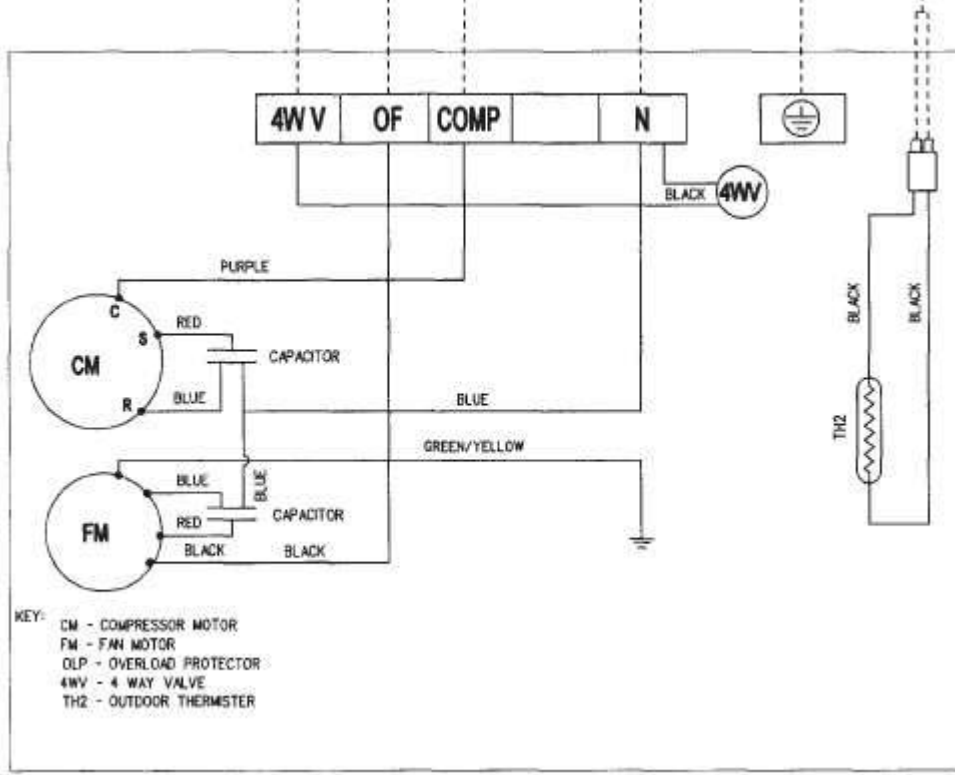 4W V OF COMP N
BLACK 4WV
PURPLE
C
RED
S
CAPACITOR
CM
BLUE
R
BLUE
GREEN/YELLOW
BLUE
BLUE
RED
CAPACITOR
FM
BLACK BLACK
BLACK
BLACK
TH2
KEY:
CM - COMPRESSOR MOTOR
FM - FAN MOTOR
OLP - OVERLOAD PROTECTOR
4WV - 4 WAY VALVE
TH2 - OUTDOOR THERMISTER